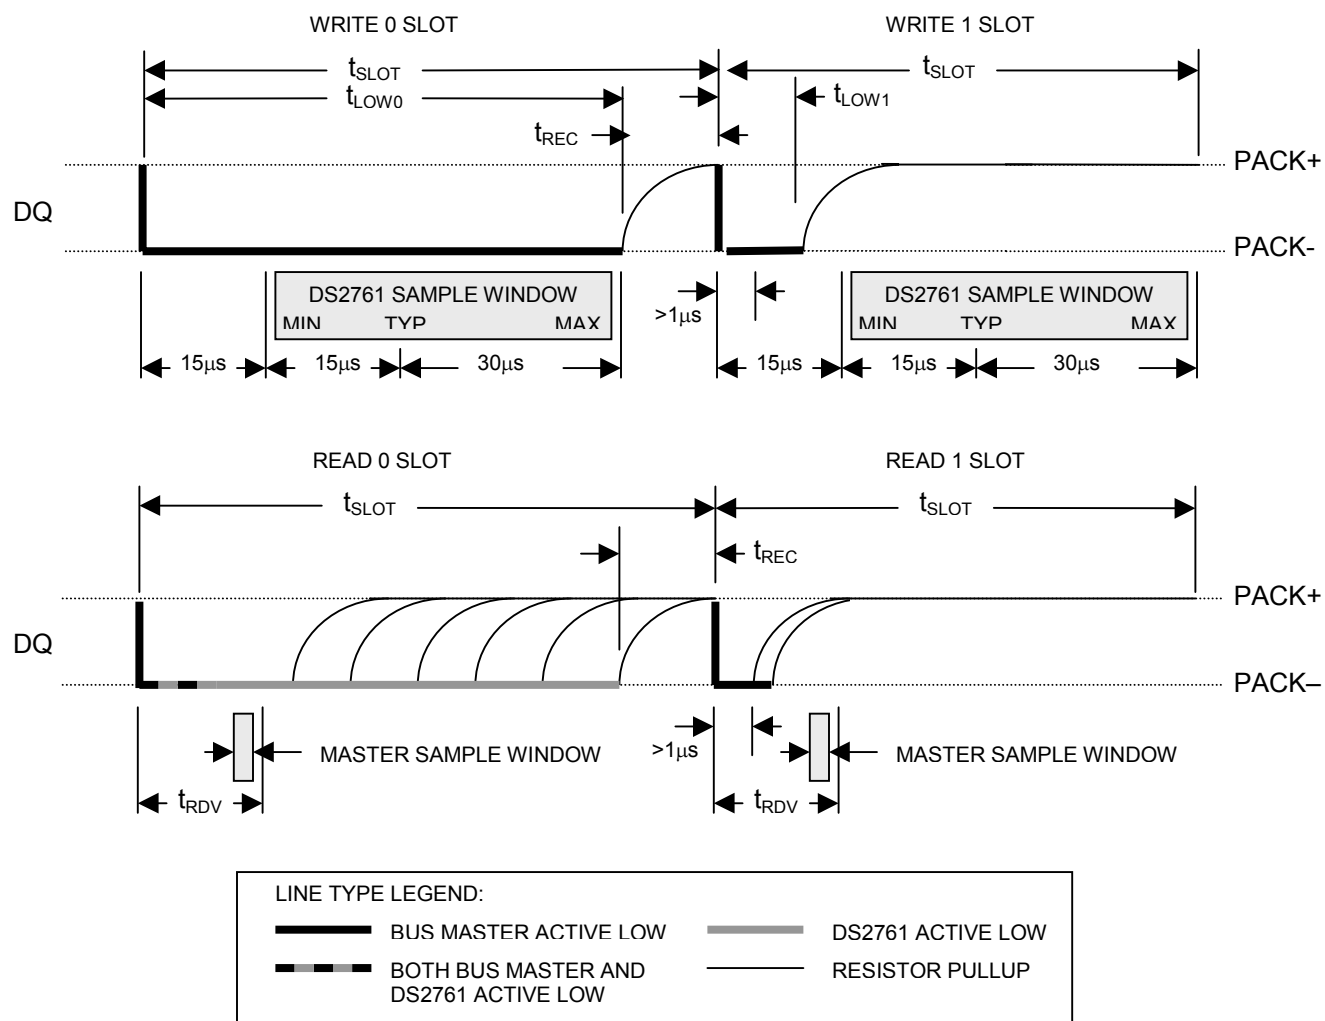 WRITE 0 SLOT WRITE 1 SLOT
tSLOT tSLOT
tLOW0 tLOW1
tREC
PACK+
DQ
PACK-
DS2761 SAMPLE WINDOW DS2761 SAMPLE WINDOW
MIN TYP MAX >1μs MIN TYP MAX
15μs 15μs 30μs 15μs 15μs 30μs
READ 0 SLOT READ 1 SLOT
tSLOT tSLOT
tREC
PACK+
DQ
PACK–
MASTER SAMPLE WINDOW >1μs MASTER SAMPLE WINDOW
tRDV tRDV
LINE TYPE LEGEND:
BUS MASTER ACTIVE LOW DS2761 ACTIVE LOW
BOTH BUS MASTER AND RESISTOR PULLUP
DS2761 ACTIVE LOW